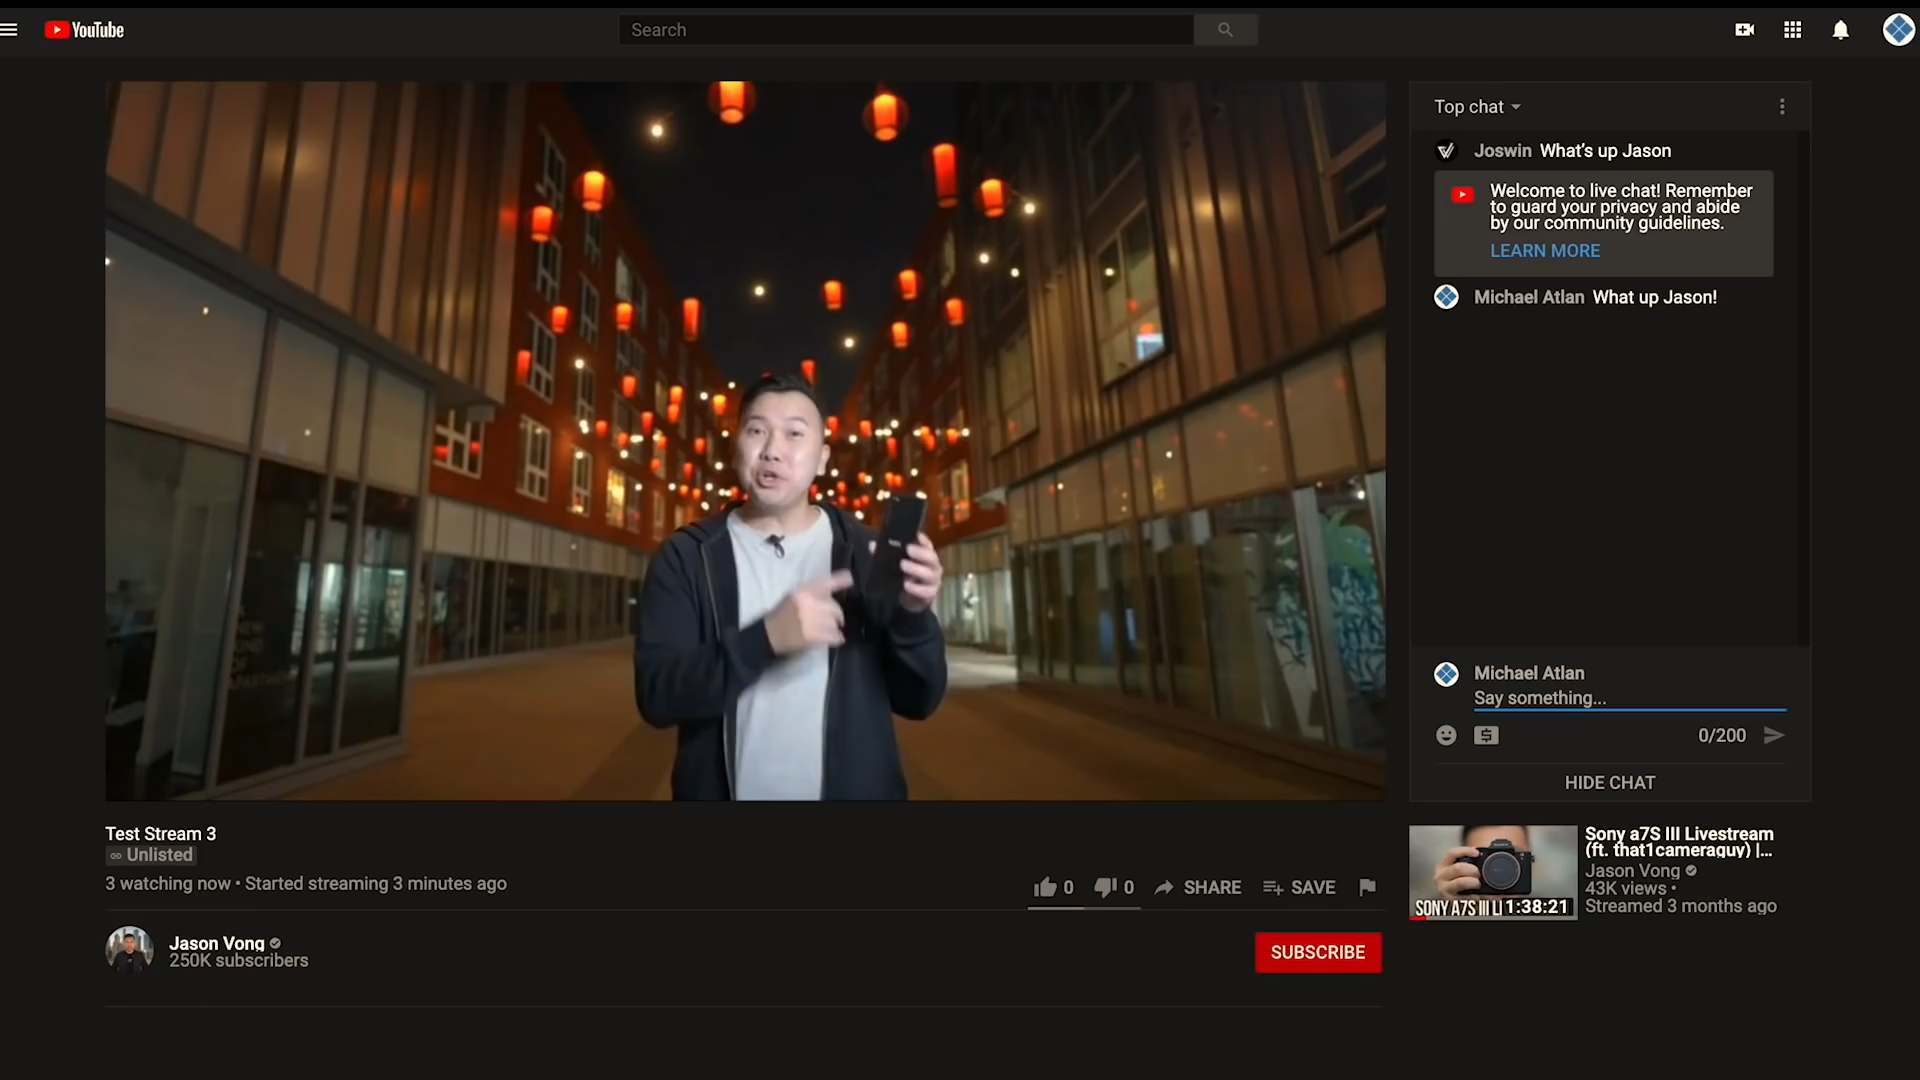 YouTube
Search
Top chat
Joswin What's up Jason
Welcome to live chat! Remember
to guard your privacy and abide
by our community guidelines.
LEARN MORE
Michael Atlan What up Jason!
Michael Atlan
Say something...
0/200
HIDE CHAT
Test Stream 3
Unlisted
3 watching now • Started streaming 3 minutes ago
0 0 SHARE SAVE
Jason Vong
250K subscribers
SUBSCRIBE
SONY A7S III LI 1:38:21
Sony a7S III Livestream
(ft. that1cameraguy) |...
Jason Vong
43K views •
Streamed 3 months ago